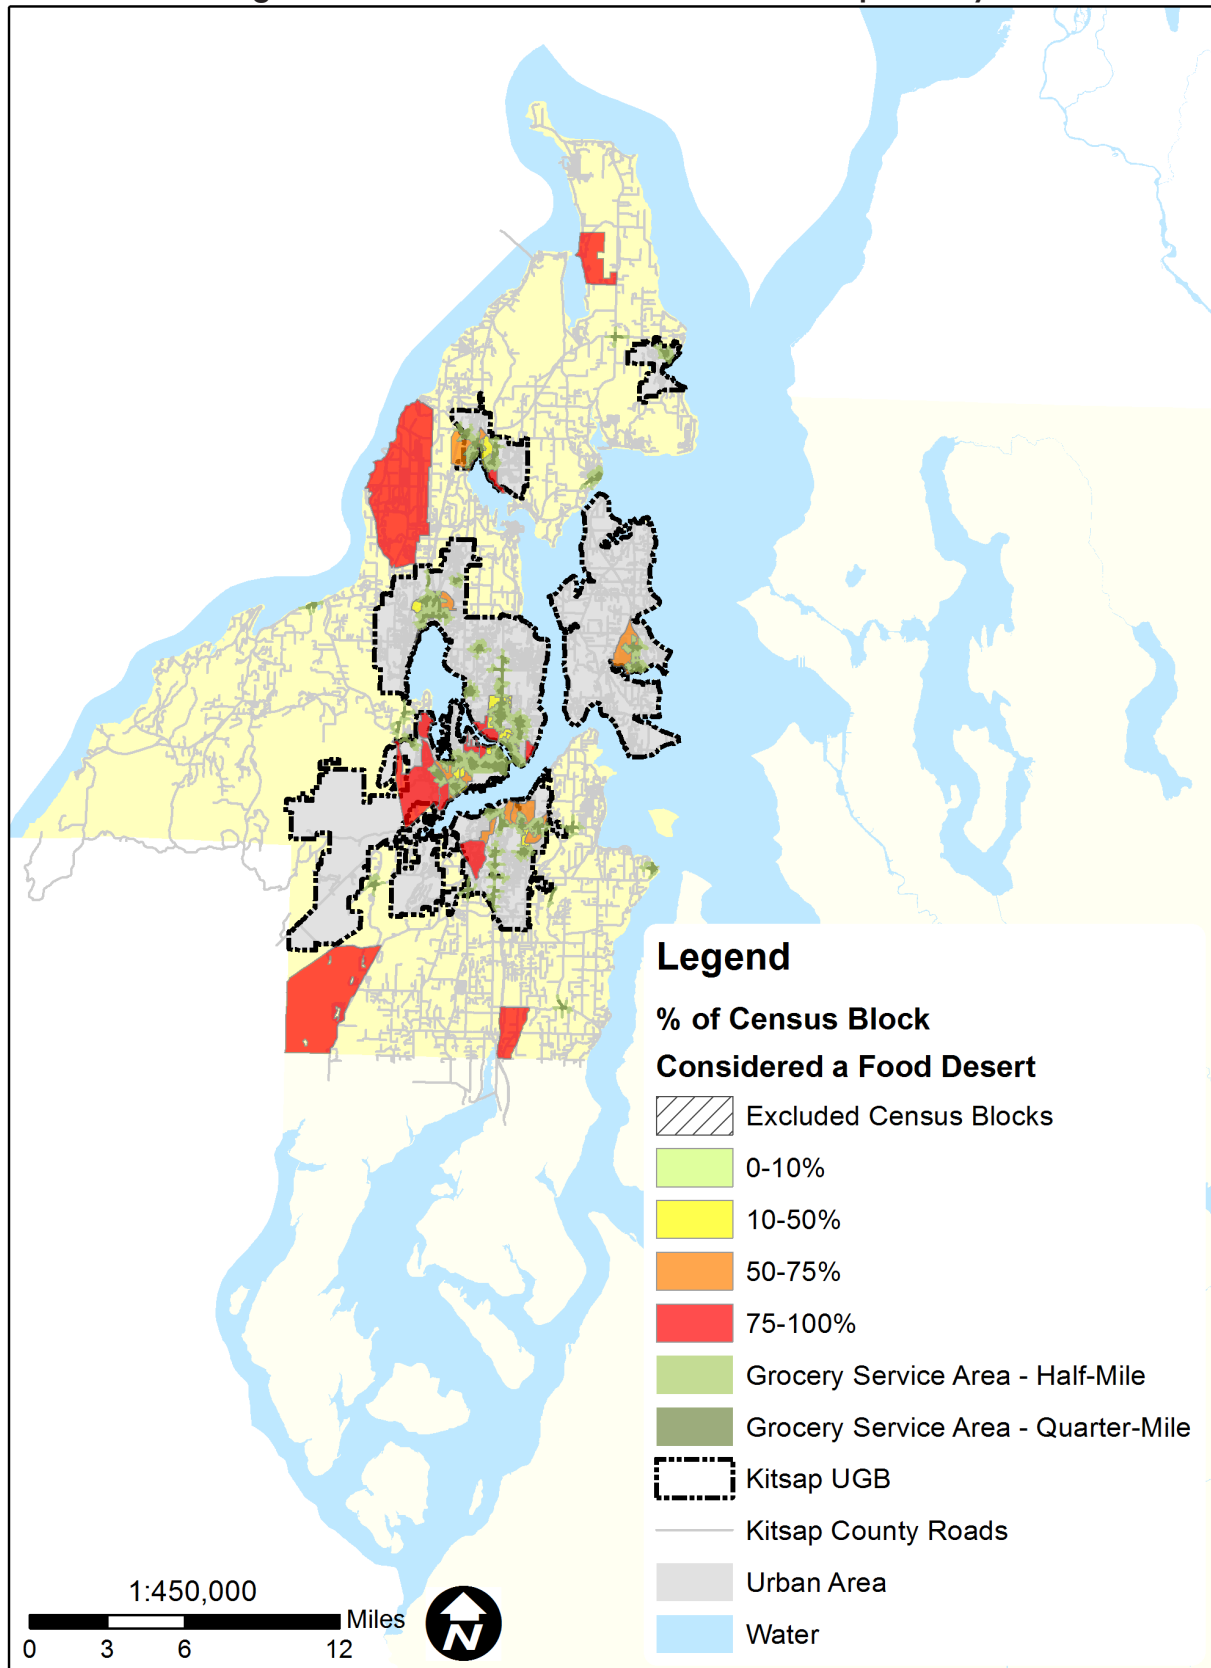 Legend
% of Census Block
Considered a Food Desert
Excluded Census Blocks
0-10%
10-50%
50-75%
75-100%
Grocery Service Area - Half-Mile
Grocery Service Area - Quarter-Mile
Kitsap UGB
Kitsap County Roads
Urban Area
Water
1:450,000
Miles
0 3 6 12
N